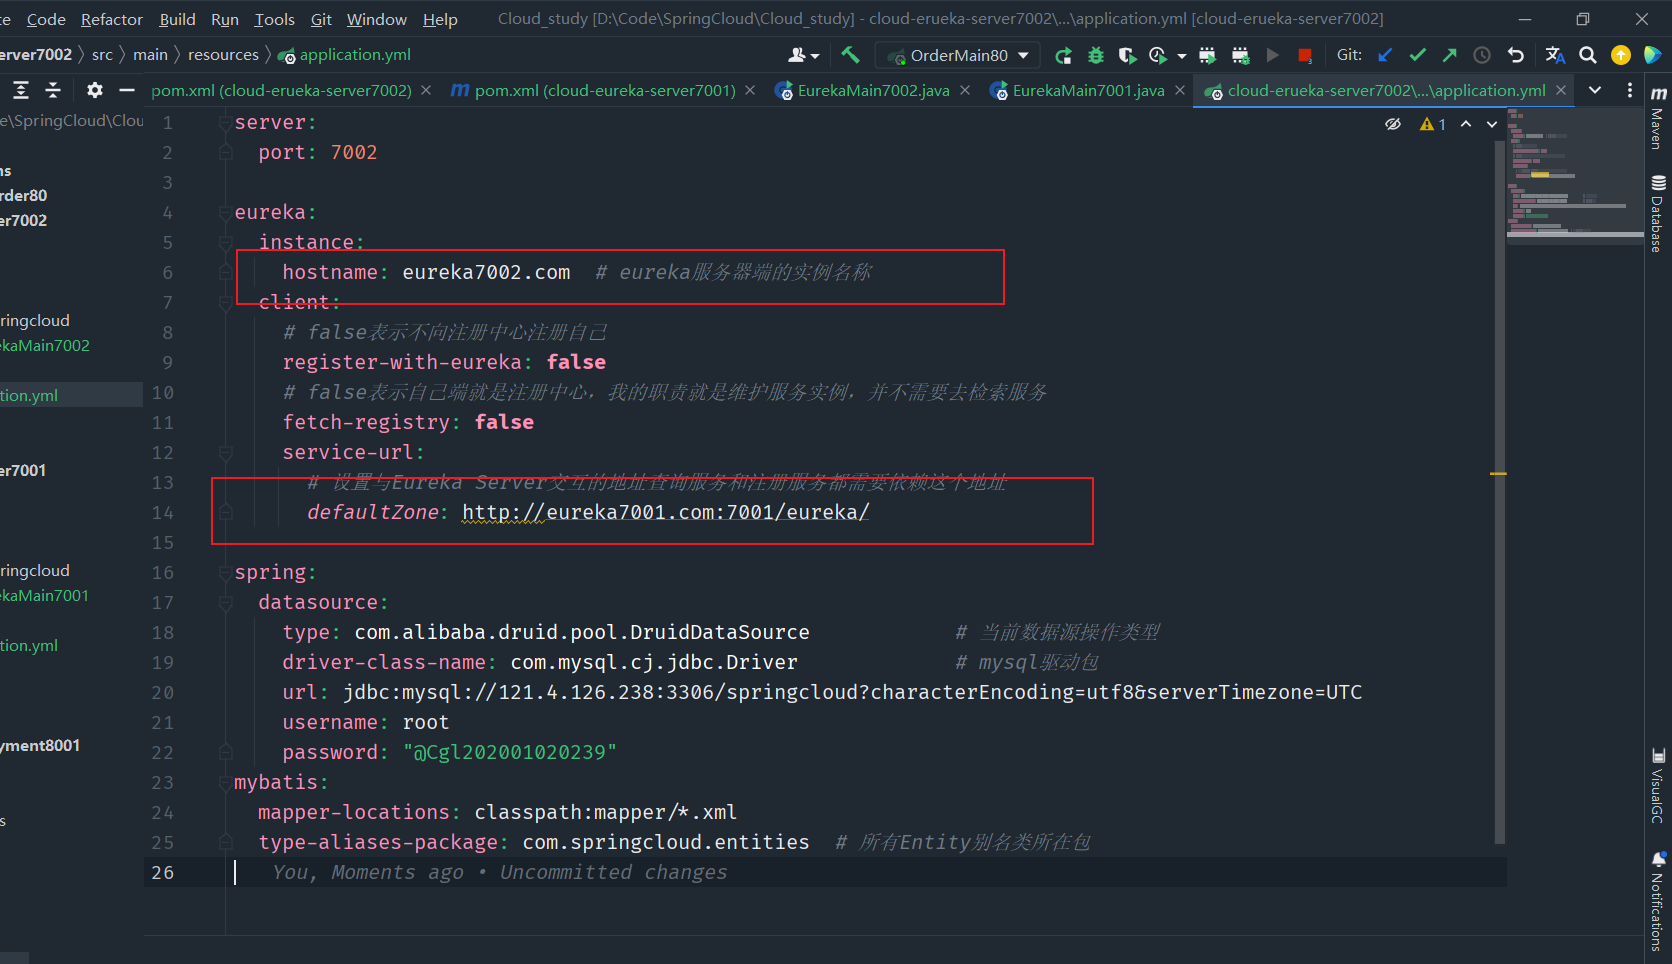 te Code Refactor Build Run Tools Git Window Help Cloud_study [D:\Code\SpringCloud\Cloud_study] - cloud-erueka-server7002\...\application.yml [cloud-erueka-server7002]
erver7002 src main resources application.yml OrderMain80 Git:
pom.xml (cloud-erueka-server7002) pom.xml (cloud-eureka-server7001) EurekaMain7002.java EurekaMain7001.java cloud-erueka-server7002\...\application.yml
e\SpringCloud\Clou
ns
rder80
er7002
ringcloud
ekaMain7002
tion.yml
er7001
ringcloud
ekaMain7001
tion.yml
yment8001
s
1 server:
2 port: 7002
3
4 eureka:
5 instance:
6 hostname: eureka7002.com # eureka服务器端的实例名称
7 client:
8 # false表示不向注册中心注册自己
9 register-with-eureka: false
10 # false表示自己端就是注册中心，我的职责就是维护服务实例，并不需要去检索服务
11 fetch-registry: false
12 service-url:
13 # 设置与Eureka Server交互的地址查询服务和注册服务都需要依赖这个地址
14 defaultZone: http://eureka7001.com:7001/eureka/
15
16 spring:
17 datasource:
18 type: com.alibaba.druid.pool.DruidDataSource # 当前数据源操作类型
19 driver-class-name: com.mysql.cj.jdbc.Driver # mysql驱动包
20 url: jdbc:mysql://121.4.126.238:3306/springcloud?characterEncoding=utf8&serverTimezone=UTC
21 username: root
22 password: "@Cgl202001020239"
23 mybatis:
24 mapper-locations: classpath:mapper/*.xml
25 type-aliases-package: com.springcloud.entities # 所有Entity别名类所在包
26 You, Moments ago • Uncommitted changes
1
m Maven
Database
VisualGC
Notifications